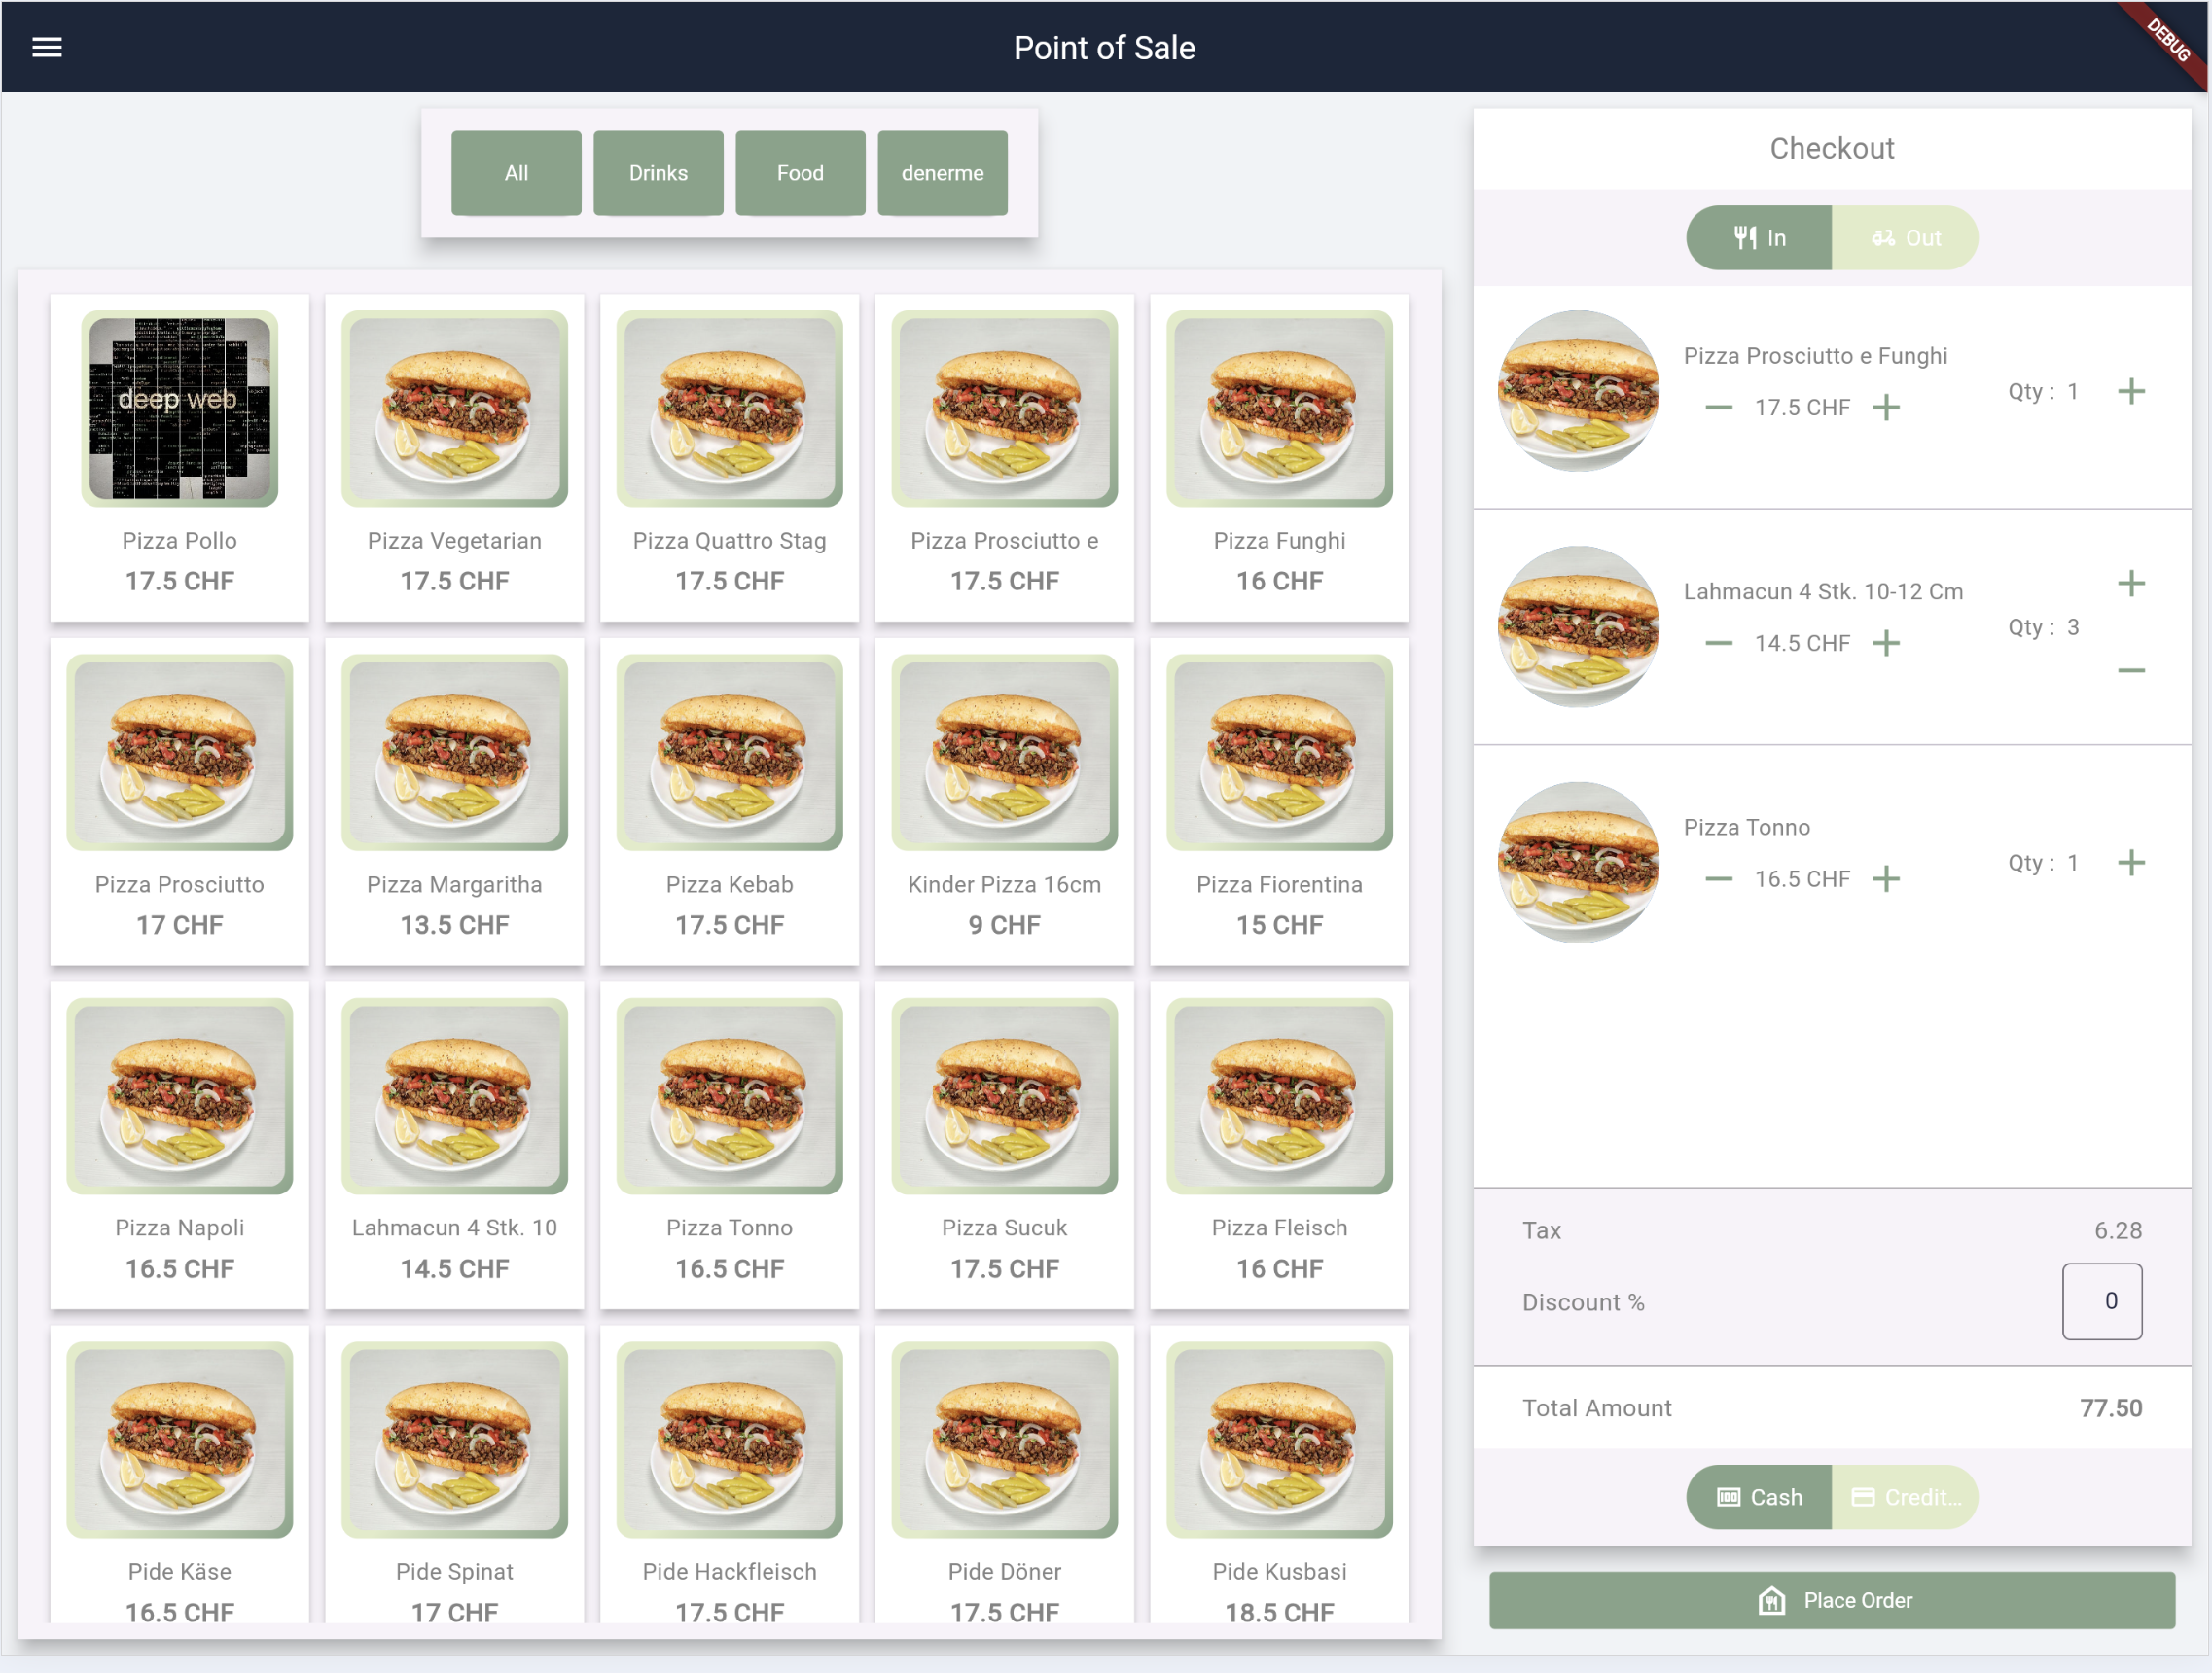 Point of Sale
DEBUG
All
Drinks
Food
denerme
deep web
Pizza Pollo
17.5 CHF
Pizza Vegetarian
17.5 CHF
Pizza Quattro Stag
17.5 CHF
Pizza Prosciutto e
17.5 CHF
Pizza Funghi
16 CHF
Pizza Prosciutto
17 CHF
Pizza Margaritha
13.5 CHF
Pizza Kebab
17.5 CHF
Kinder Pizza 16cm
9 CHF
Pizza Fiorentina
15 CHF
Pizza Napoli
16.5 CHF
Lahmacun 4 Stk. 10
14.5 CHF
Pizza Tonno
16.5 CHF
Pizza Sucuk
17.5 CHF
Pizza Fleisch
16 CHF
Pide Käse
16.5 CHF
Pide Spinat
17 CHF
Pide Hackfleisch
17.5 CHF
Pide Döner
17.5 CHF
Pide Kusbasi
18.5 CHF
Checkout
In
Out
Pizza Prosciutto e Funghi
17.5 CHF
Qty : 1
Lahmacun 4 Stk. 10-12 Cm
14.5 CHF
Qty : 3
Pizza Tonno
16.5 CHF
Qty : 1
Tax 6.28
Discount % 0
Total Amount 77.50
Cash
Credit...
Place Order